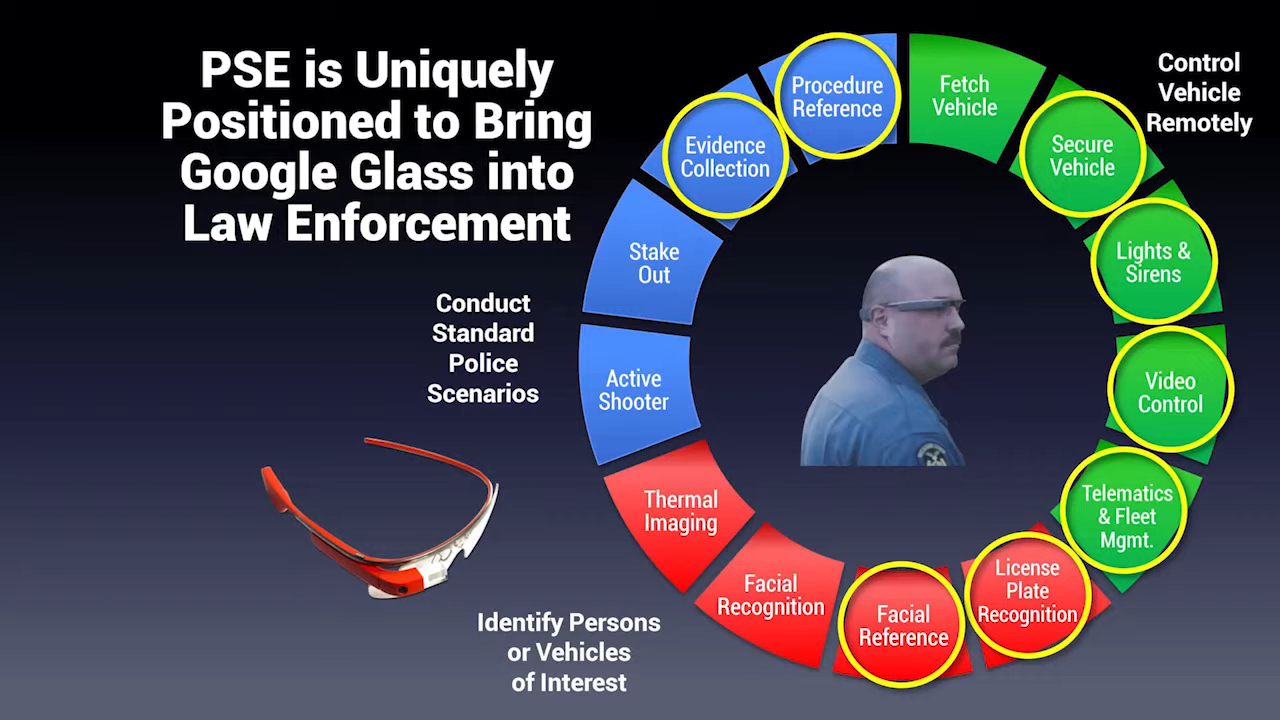 PSE is Uniquely
Positioned to Bring
Google Glass into
Law Enforcement
Control
Vehicle
Remotely
Fetch
Vehicle
Secure
Vehicle
Lights &
Sirens
Video
Control
Telematics
& Fleet
Mgmt.
License
Plate
Recognition
Facial
Reference
Facial
Recognition
Thermal
Imaging
Identify Persons
or Vehicles
of Interest
Active
Shooter
Stake
Out
Evidence
Collection
Procedure
Reference
Conduct
Standard
Police
Scenarios